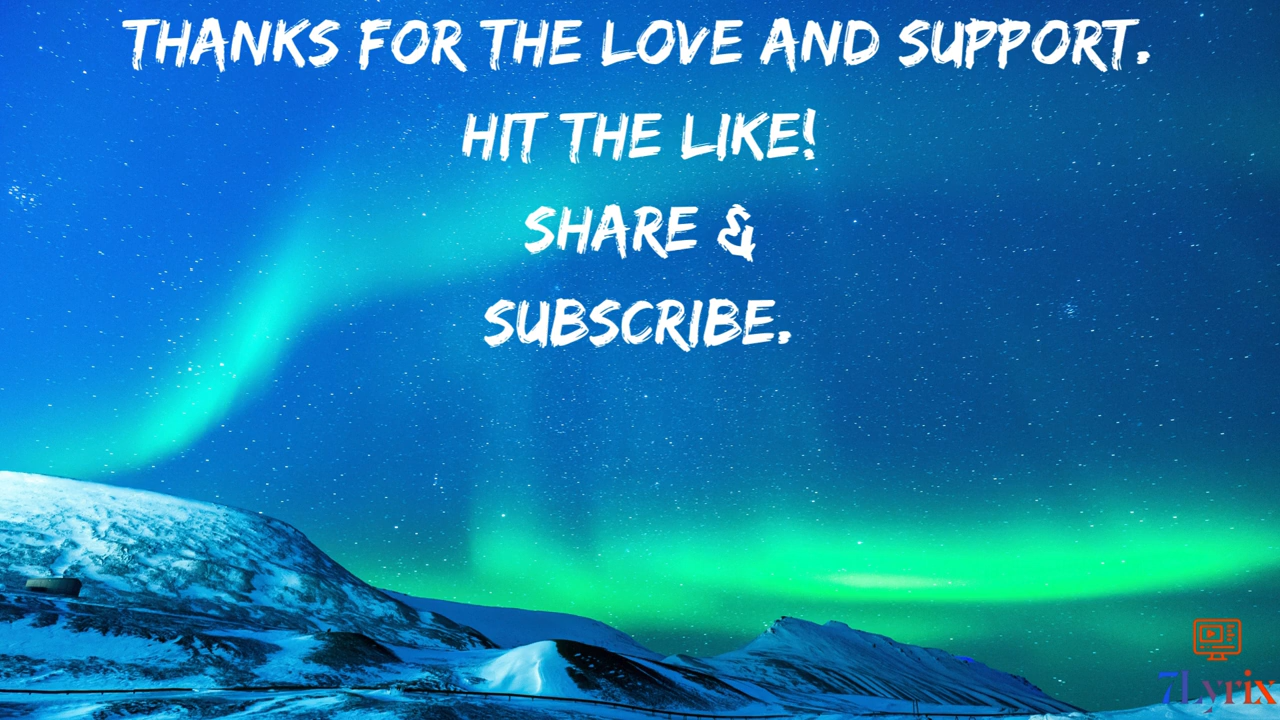 THANKS FOR THE LOVE AND SUPPORT.
HIT THE LIKE!
SHARE &
SUBSCRIBE.
7Lyrix